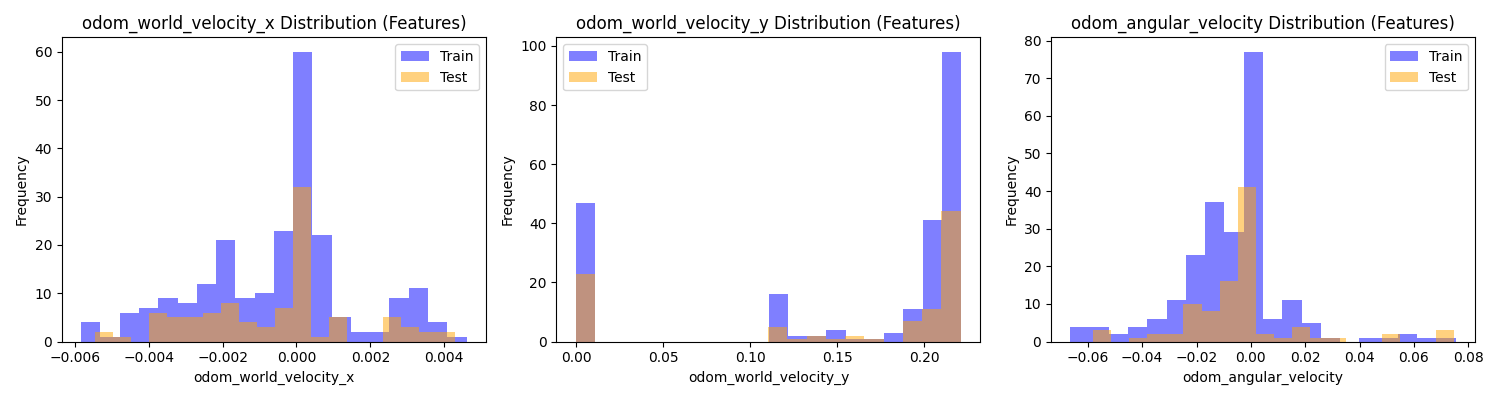 odom_world_velocity_x Distribution (Features)
60
50
40
30
20
10
0
Frequency
−0.006
−0.004
−0.002
0.000
0.002
0.004
odom_world_velocity_x
Train
Test
odom_world_velocity_y Distribution (Features)
100
80
60
40
20
0
Frequency
0.00
0.05
0.10
0.15
0.20
odom_world_velocity_y
Train
Test
odom_angular_velocity Distribution (Features)
80
70
60
50
40
30
20
10
0
Frequency
−0.06
−0.04
−0.02
0.00
0.02
0.04
0.06
0.08
odom_angular_velocity
Train
Test